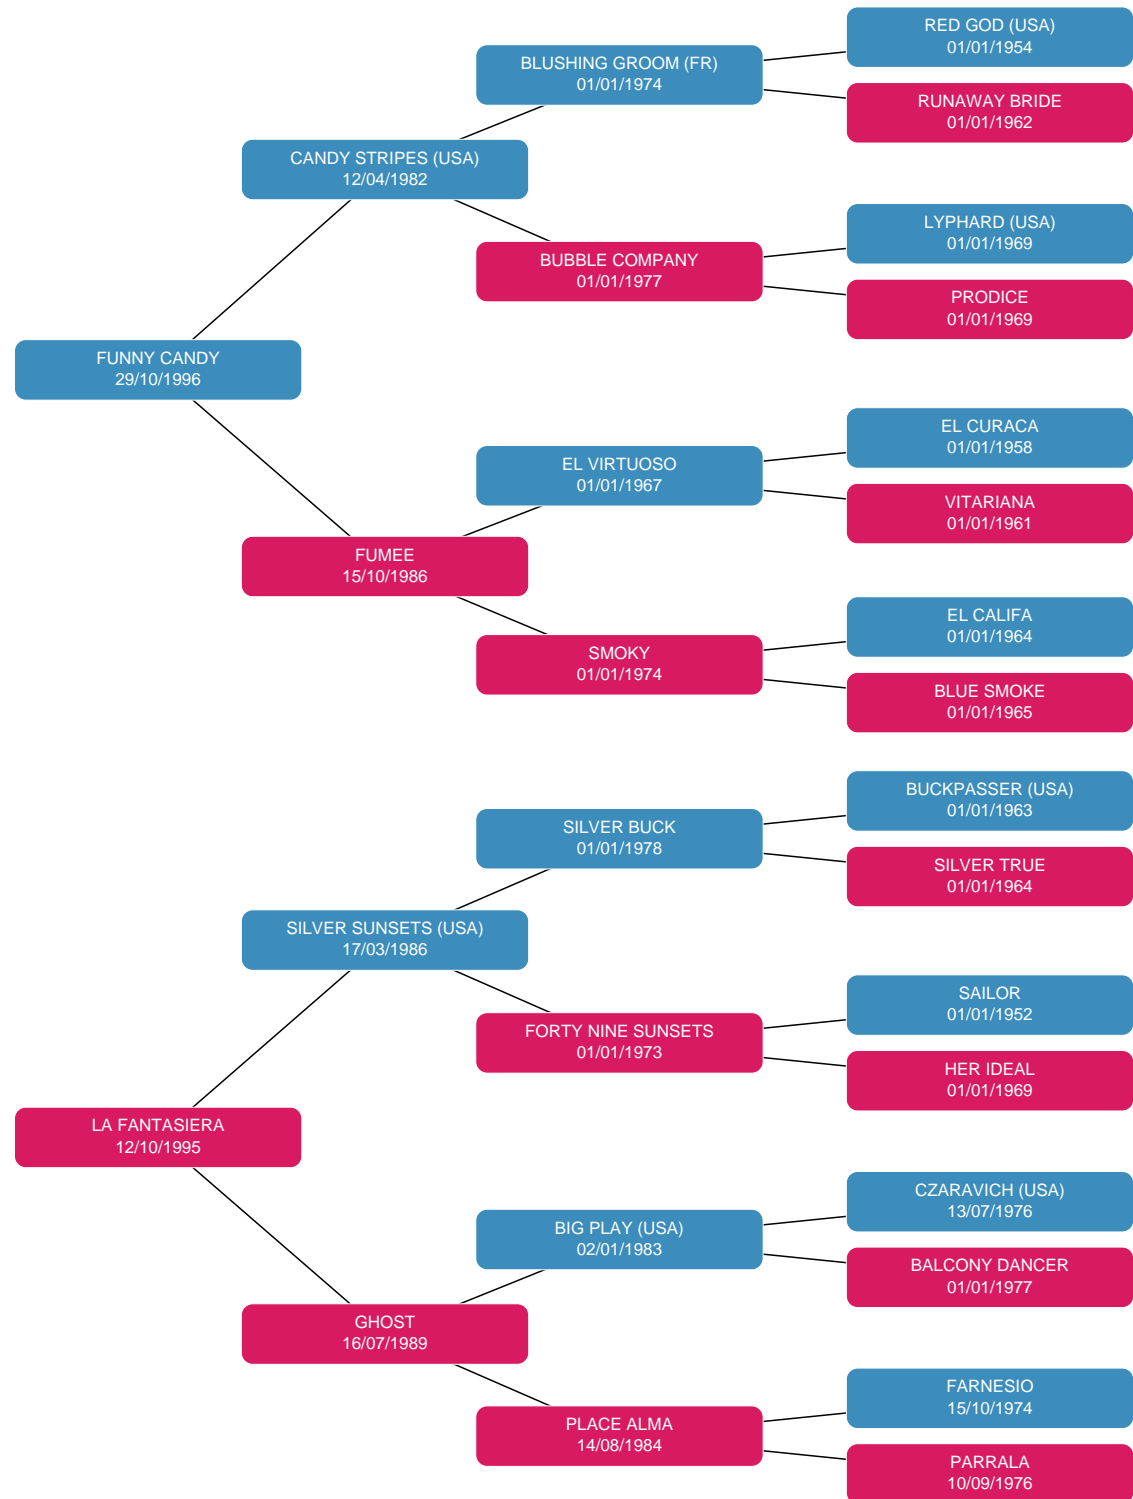 RED GOD (USA)
01/01/1954
BLUSHING GROOM (FR)
01/01/1974
RUNAWAY BRIDE
01/01/1962
CANDY STRIPES (USA)
12/04/1982
LYPHARD (USA)
01/01/1969
BUBBLE COMPANY
01/01/1977
PRODICE
01/01/1969
FUNNY CANDY
29/10/1996
EL CURACA
01/01/1958
EL VIRTUOSO
01/01/1967
VITARIANA
01/01/1961
FUMEE
15/10/1986
EL CALIFA
01/01/1964
SMOKY
01/01/1974
BLUE SMOKE
01/01/1965
BUCKPASSER (USA)
01/01/1963
SILVER BUCK
01/01/1978
SILVER TRUE
01/01/1964
SILVER SUNSETS (USA)
17/03/1986
SAILOR
01/01/1952
FORTY NINE SUNSETS
01/01/1973
HER IDEAL
01/01/1969
LA FANTASIERA
12/10/1995
CZARAVICH (USA)
13/07/1976
BIG PLAY (USA)
02/01/1983
BALCONY DANCER
01/01/1977
GHOST
16/07/1989
FARNESIO
15/10/1974
PLACE ALMA
14/08/1984
PARRALA
10/09/1976